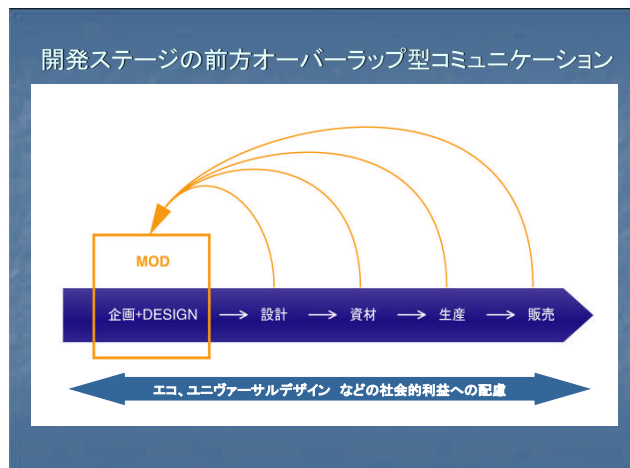 開発ステージの前方オーバーラップ型コミュニケーション
MOD
企画+DESIGN → 設計 → 資材 → 生産 → 販売
エコ、ユニヴァーサルデザイン などの社会的利益への配慮